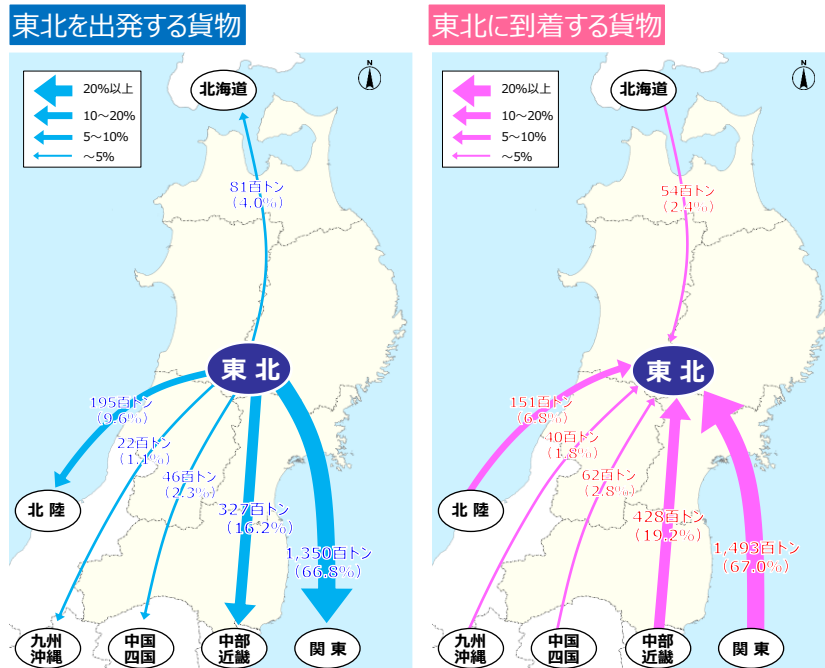 東北を出発する貨物
20%以上
10～20%
5～10%
～5%
北海道
N
81百トン
(4.0%)
東 北
195百トン
(9.6%)
22百トン
(1.1%)
46百トン
(2.3%)
327百トン
(16.2%)
1,350百トン
(66.8%)
北 陸
九州
沖縄
中国
四国
中部
近畿
関 東
東北に到着する貨物
20%以上
10～20%
5～10%
～5%
北海道
N
54百トン
(2.4%)
東 北
151百トン
(6.8%)
40百トン
(1.8%)
62百トン
(2.8%)
428百トン
(19.2%)
1,493百トン
(67.0%)
北 陸
九州
沖縄
中国
四国
中部
近畿
関 東